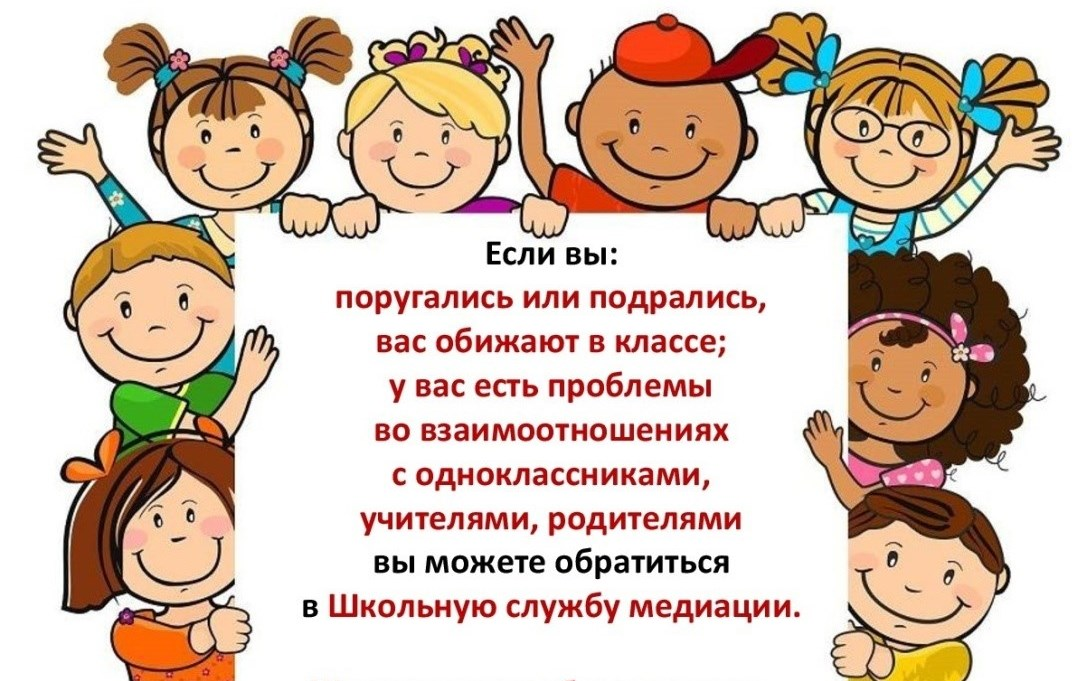 Если вы:
поругались или подрались,
вас обижают в классе;
у вас есть проблемы
во взаимоотношениях
с одноклассниками,
учителями, родителями
вы можете обратиться
в Школьную службу медиации.